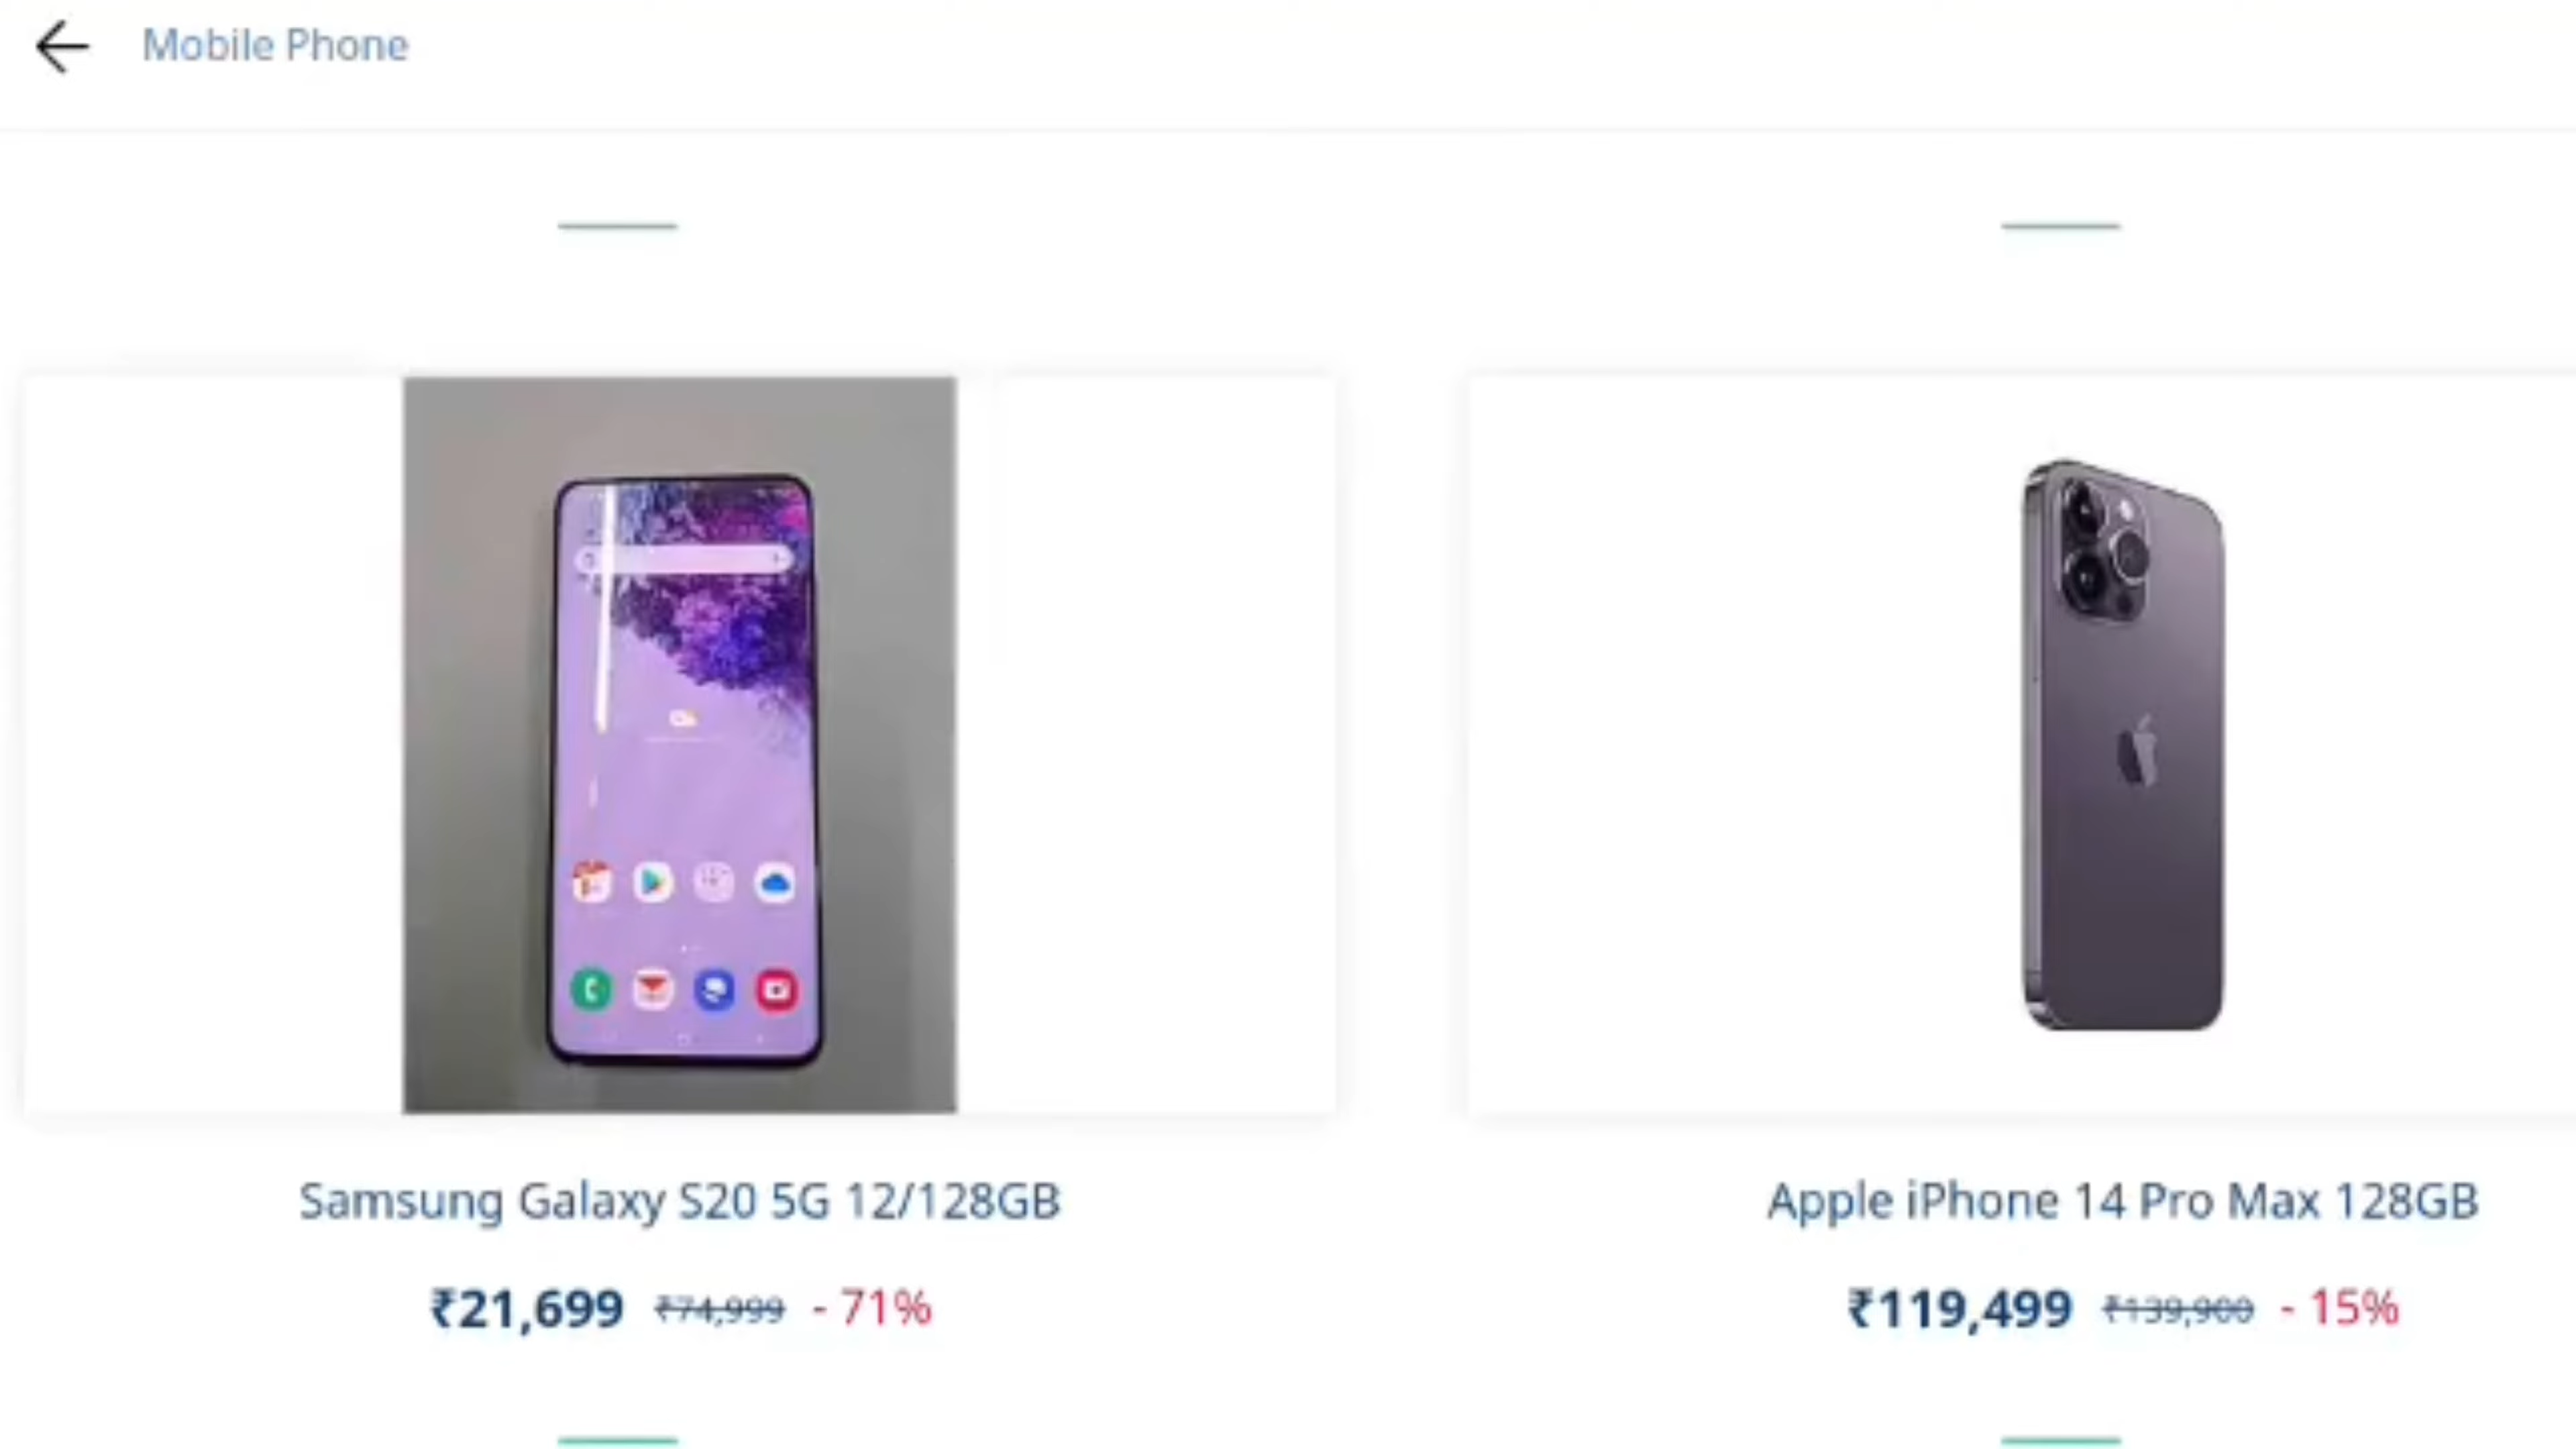 Mobile Phone
Samsung Galaxy S20 5G 12/128GB
₹21,699 ₹74,999 - 71%
Apple iPhone 14 Pro Max 128GB
₹119,499 ₹139,900 - 15%